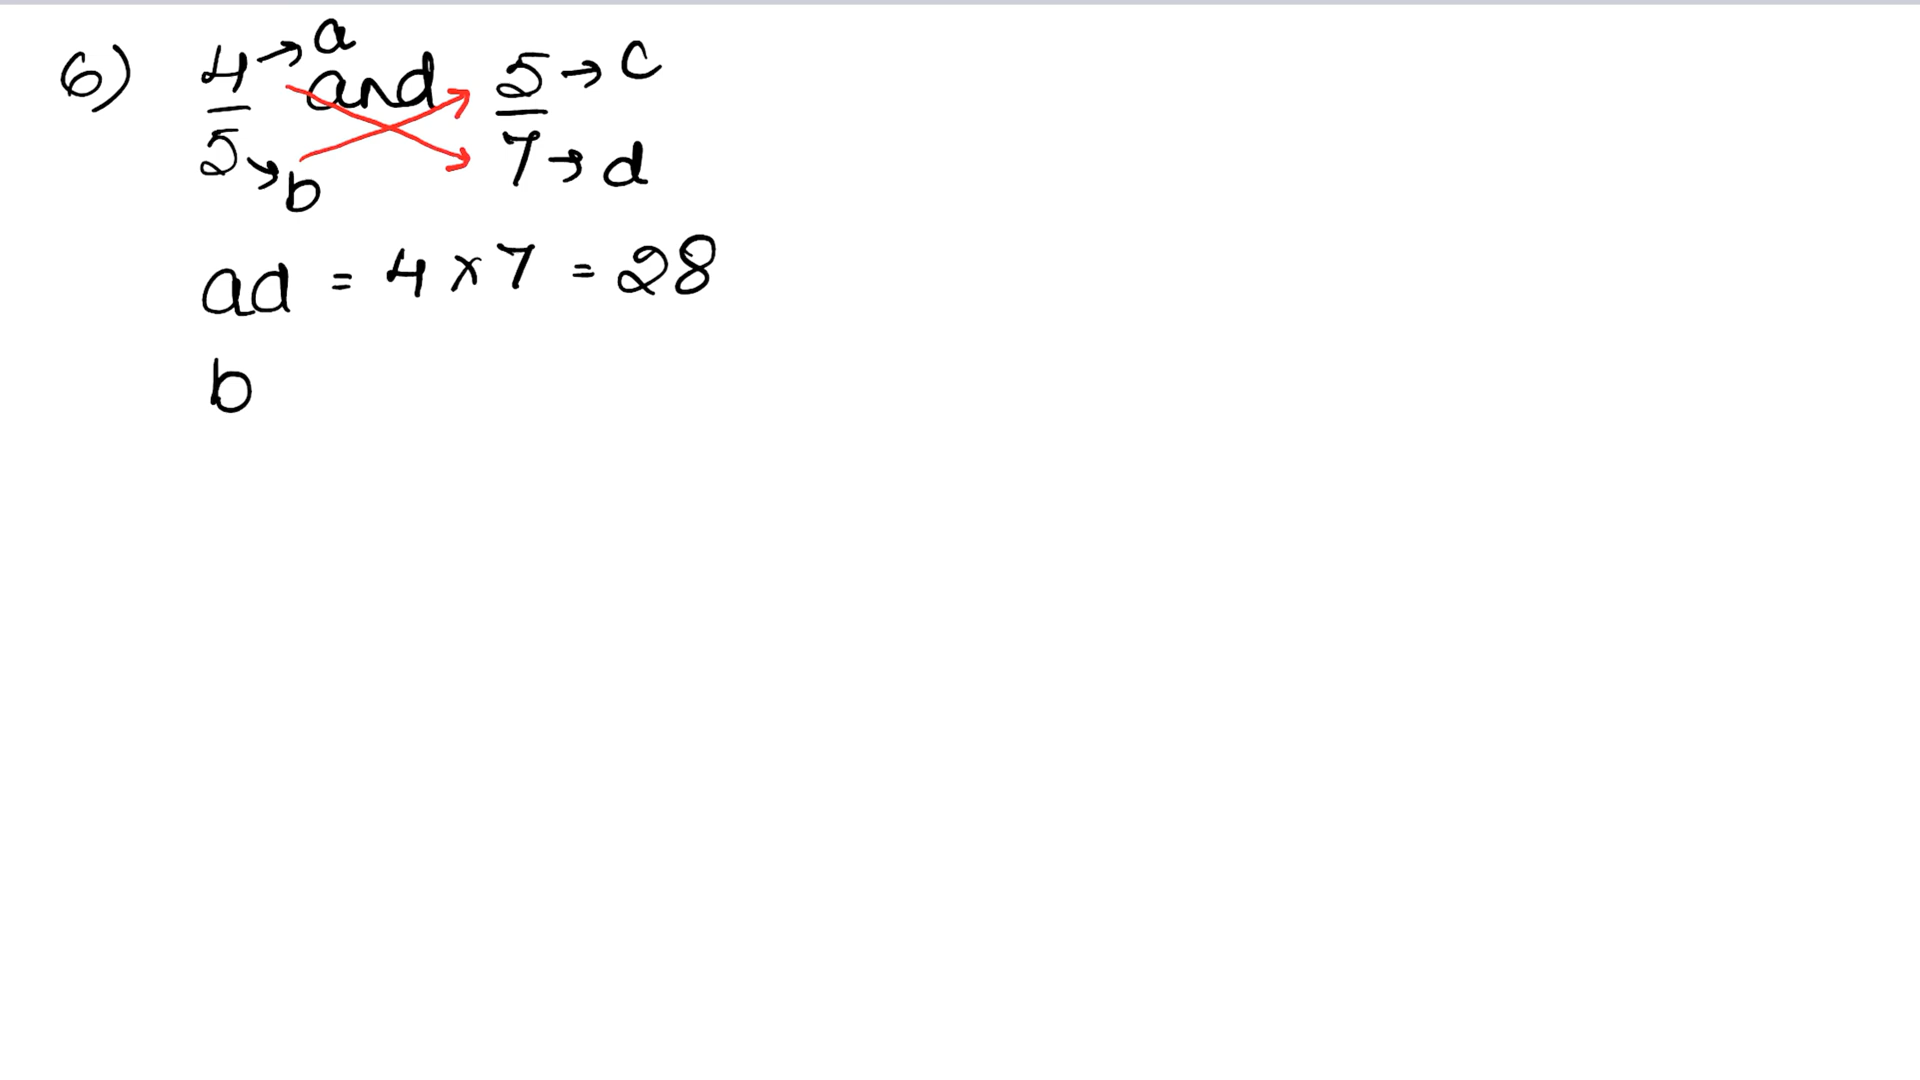 6) 4 → a and 5 → c
5 → b 7 → d
ad = 4 × 7 = 28
b